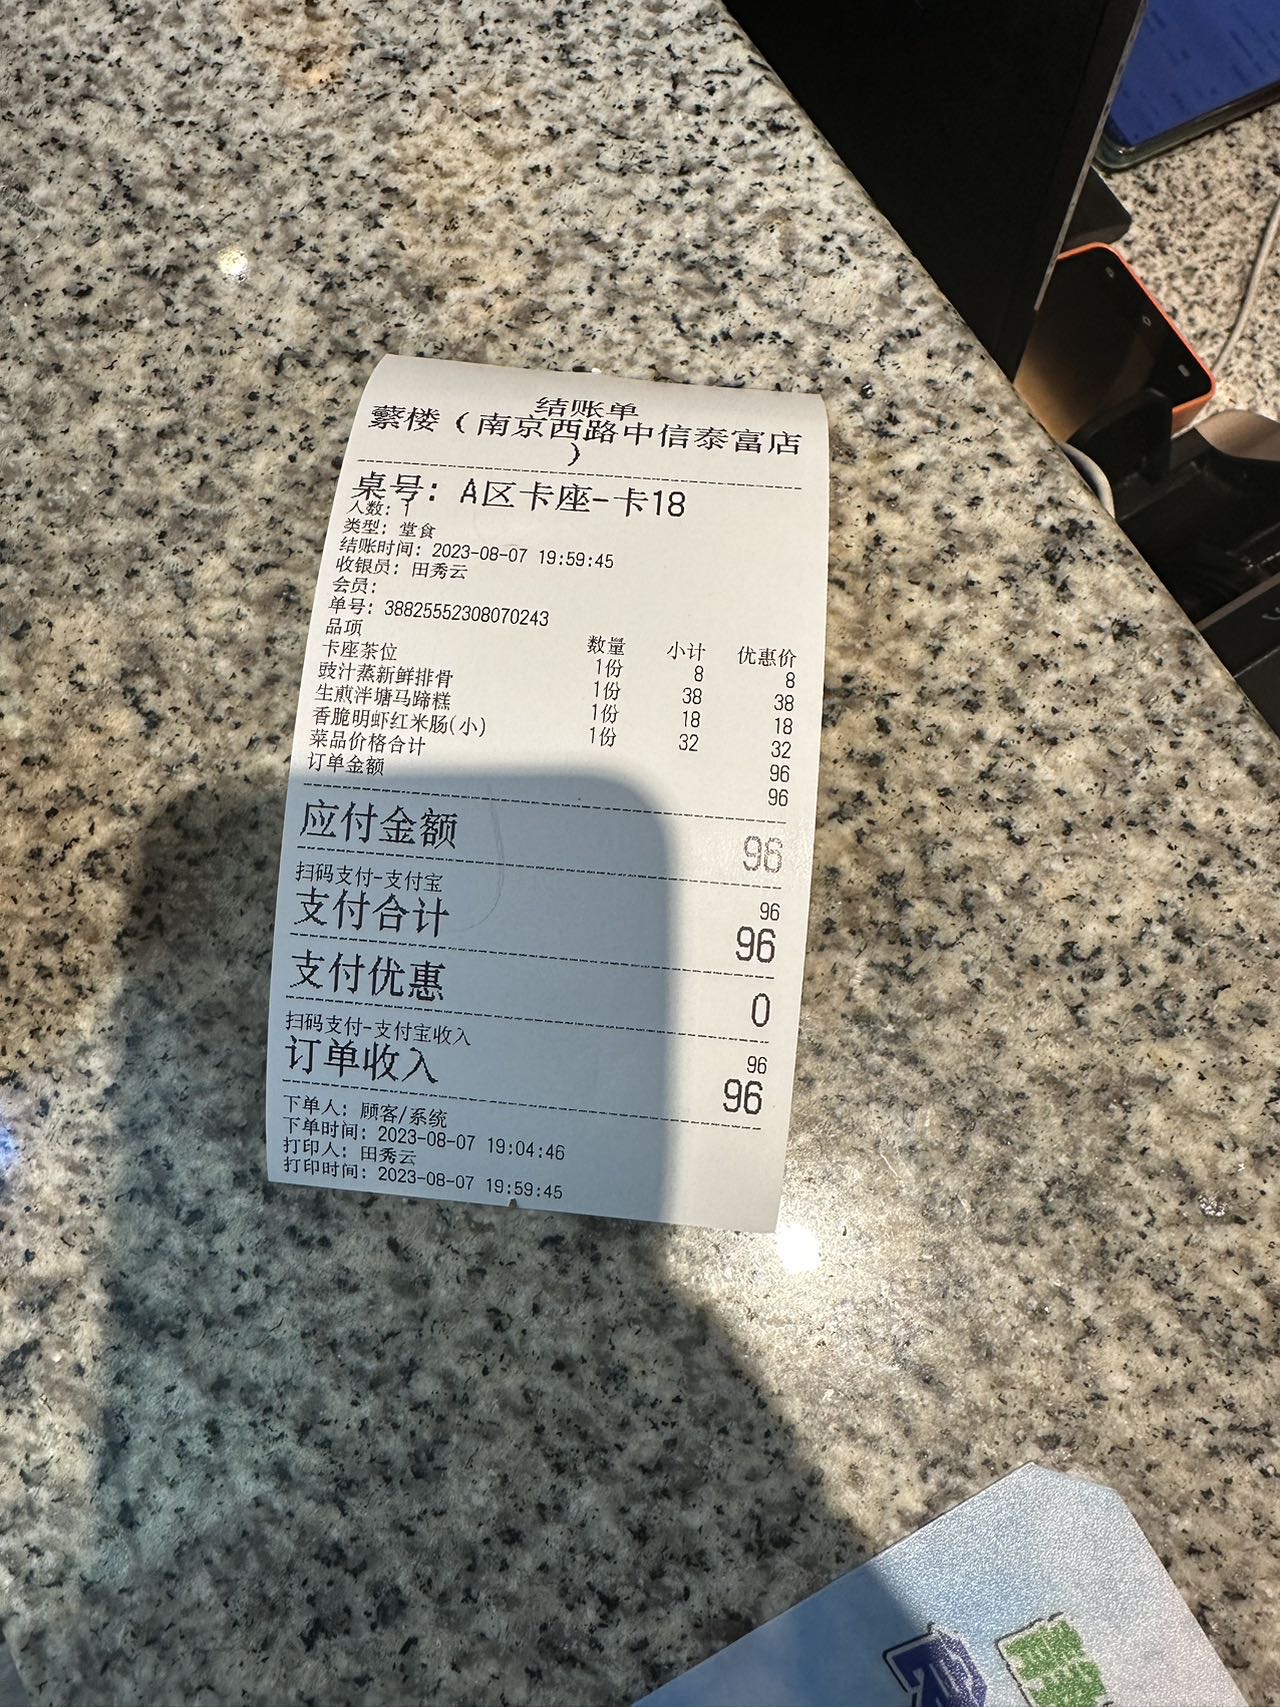 结账单
蘩楼（南京西路中信泰富店
）
桌号：A区卡座-卡18
人数：1
类型：堂食
结账时间：2023-08-07 19:59:45
收银员：田秀云
会员：
单号：38825552308070243
品项 数量 小计 优惠价
卡座茶位 1份 8 8
豉汁蒸新鲜排骨 1份 38 38
生煎泮塘马蹄糕 1份 18 18
香脆明虾红米肠(小) 1份 32 32
菜品价格合计 96
订单金额 96
应付金额 96
扫码支付-支付宝 96
支付合计 96
支付优惠 0
扫码支付-支付宝收入 96
订单收入 96
下单人：顾客/系统
下单时间：2023-08-07 19:04:46
打印人：田秀云
打印时间：2023-08-07 19:59:45